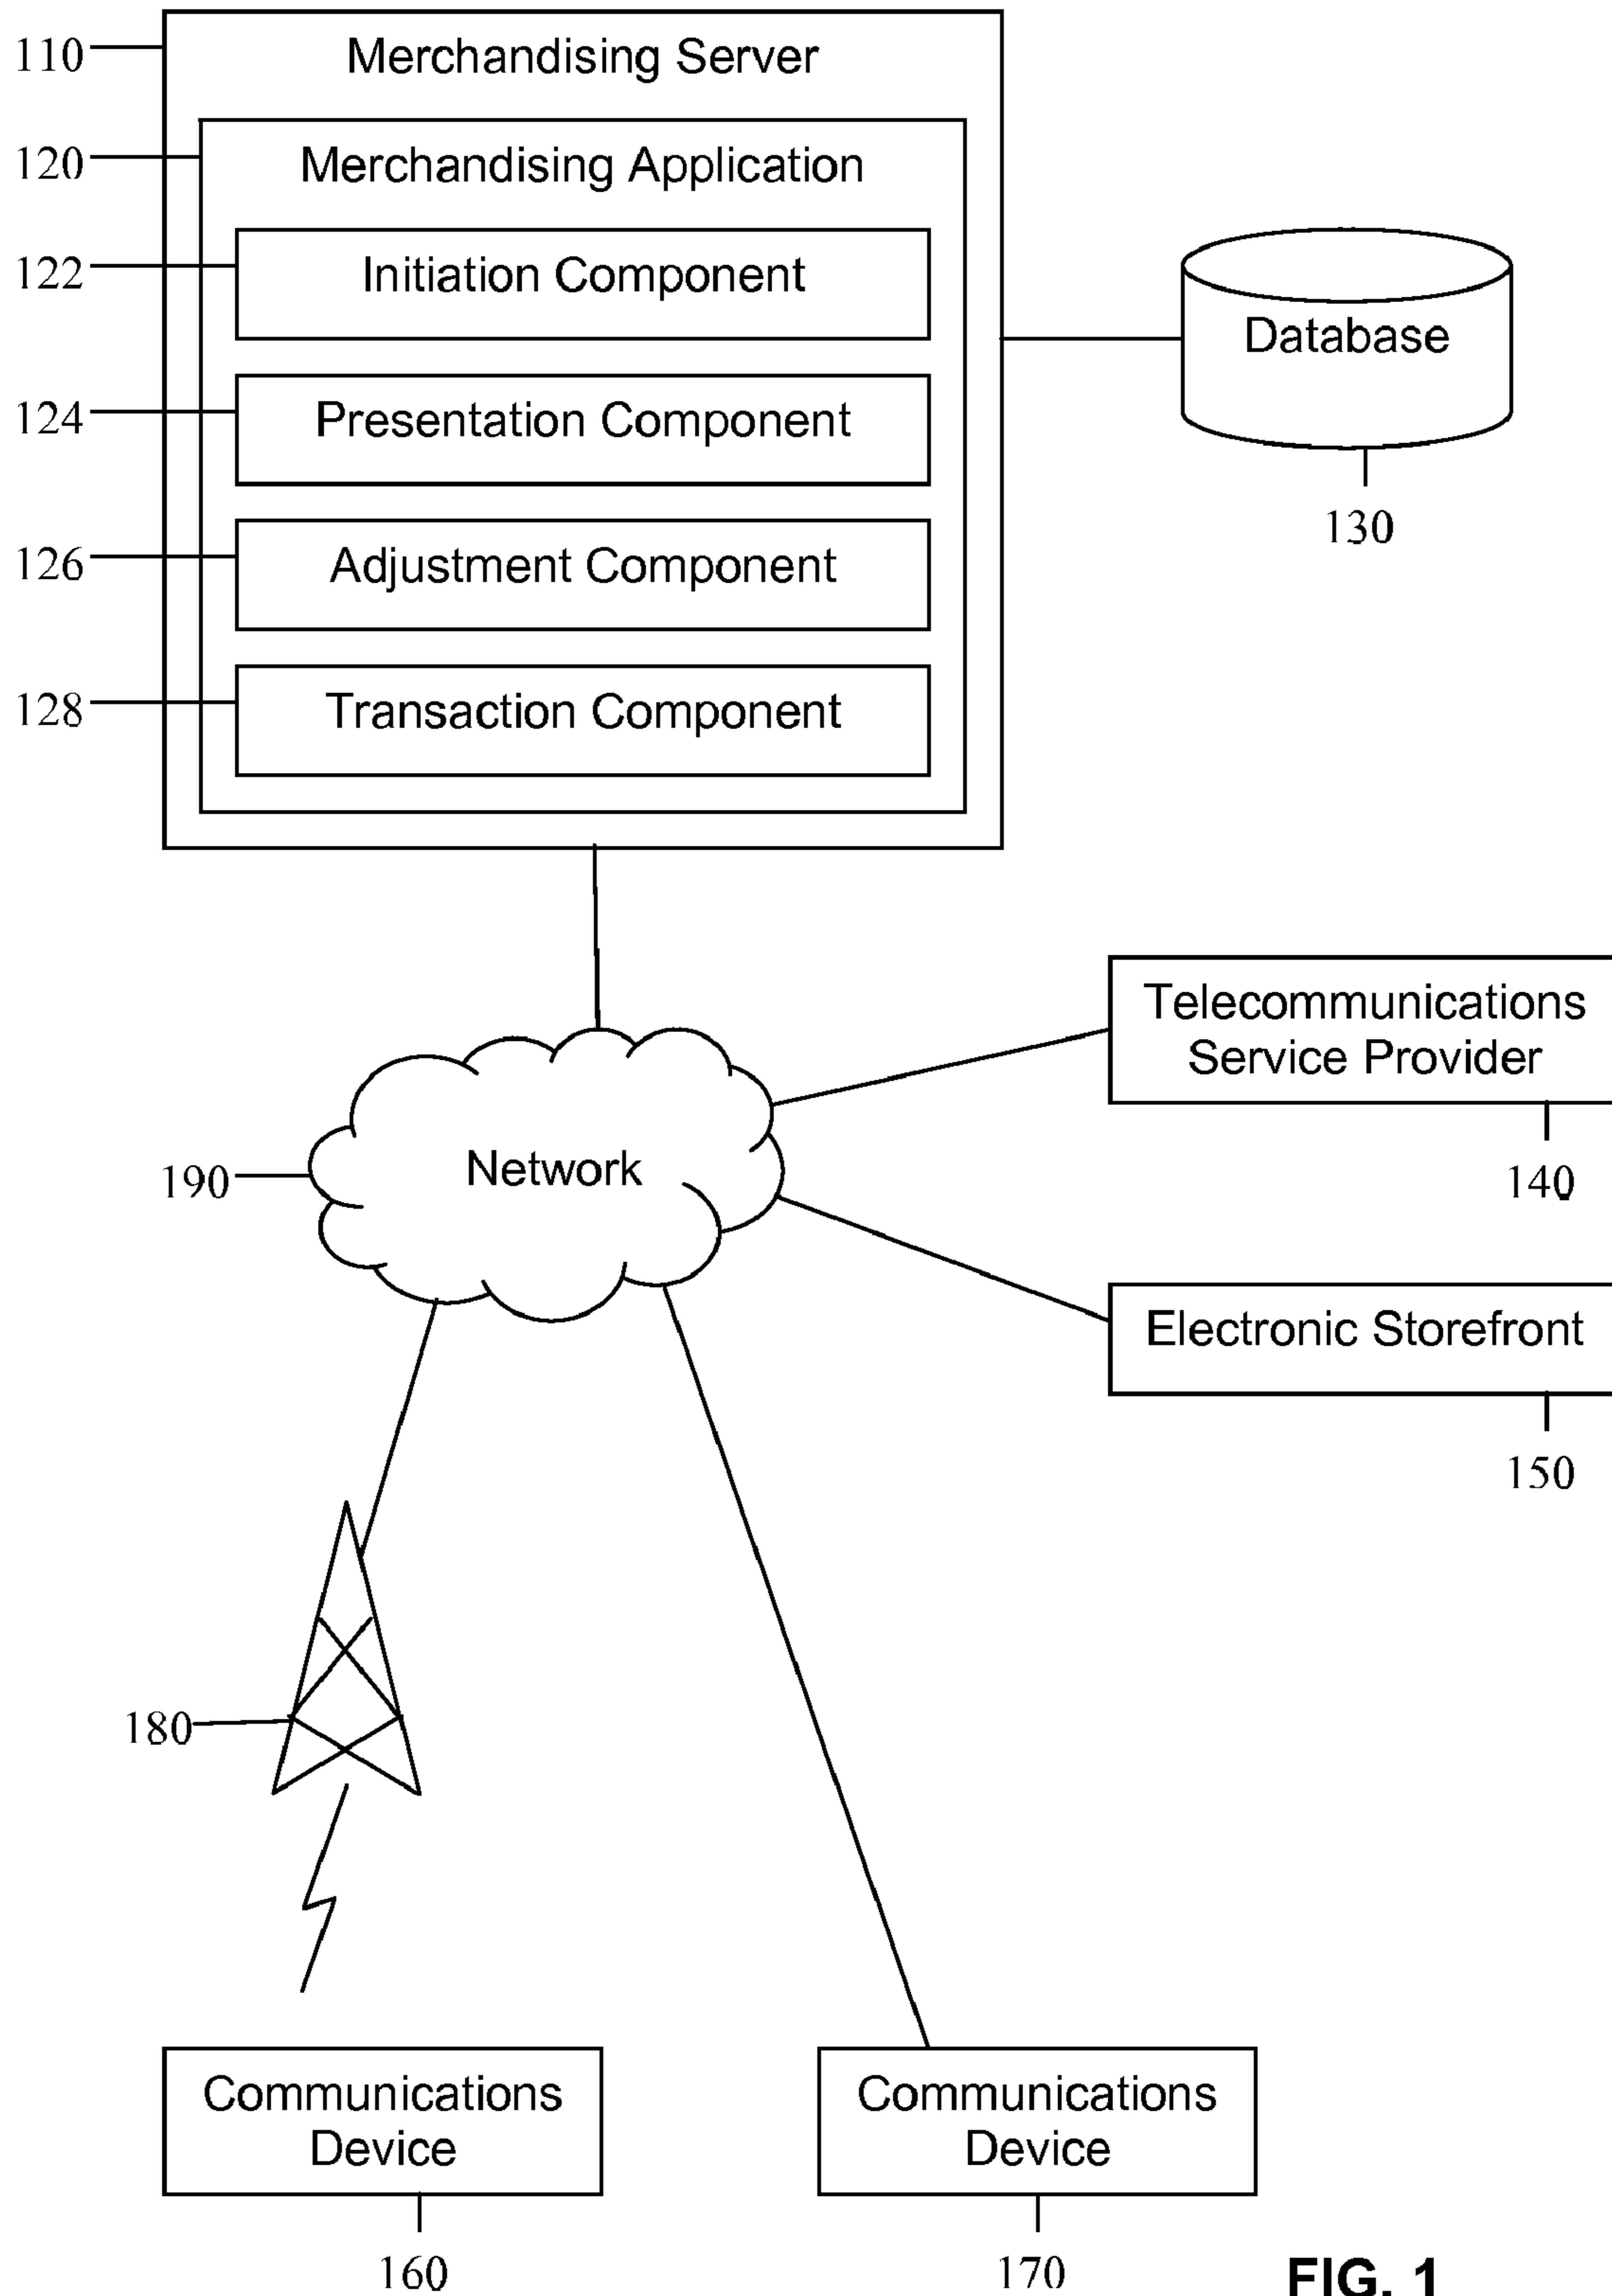 110
Merchandising Server
120
Merchandising Application
122
Initiation Component
Database
124
Presentation Component
130
126
Adjustment Component
128
Transaction Component
Telecommunications
Service Provider
190
Network
140
Electronic Storefront
150
180
Communications
Device
Communications
Device
160
170
FIG. 1